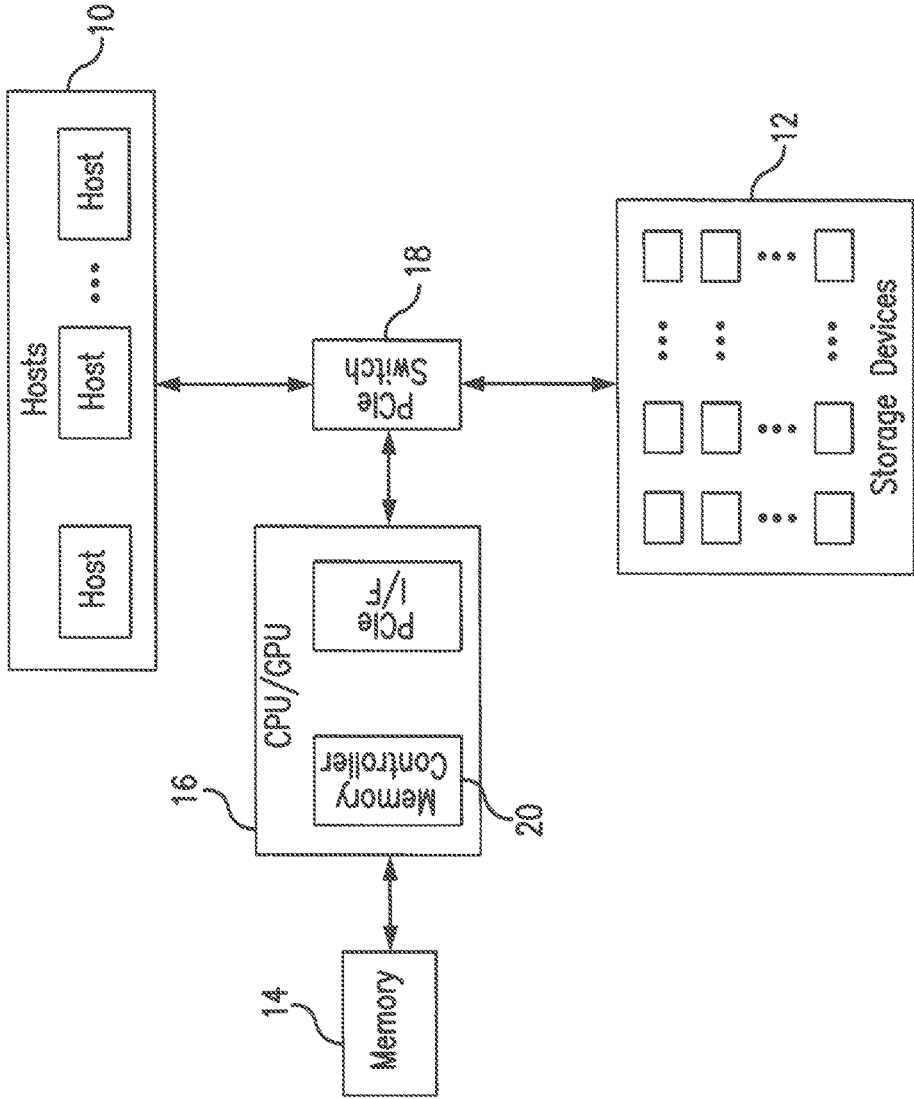 10
Hosts
Host
Host
...
Host
18
PCIe
Switch
16
CPU/GPU
Memory
Controller
PCIe
I/F
20
14
Memory
12
...
...
...
...
...
...
Storage Devices